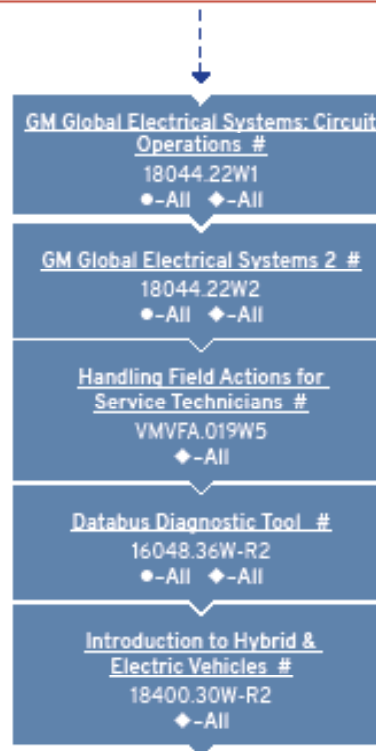 GM Global Electrical Systems: Circuit
Operations #
18044.22W1
●-All ◆-All
GM Global Electrical Systems 2 #
18044.22W2
●-All ◆-All
Handling Field Actions for
Service Technicians #
VMVFA.019W5
◆-All
Databus Diagnostic Tool #
16048.36W-R2
●-All ◆-All
Introduction to Hybrid &
Electric Vehicles #
18400.30W-R2
◆-All